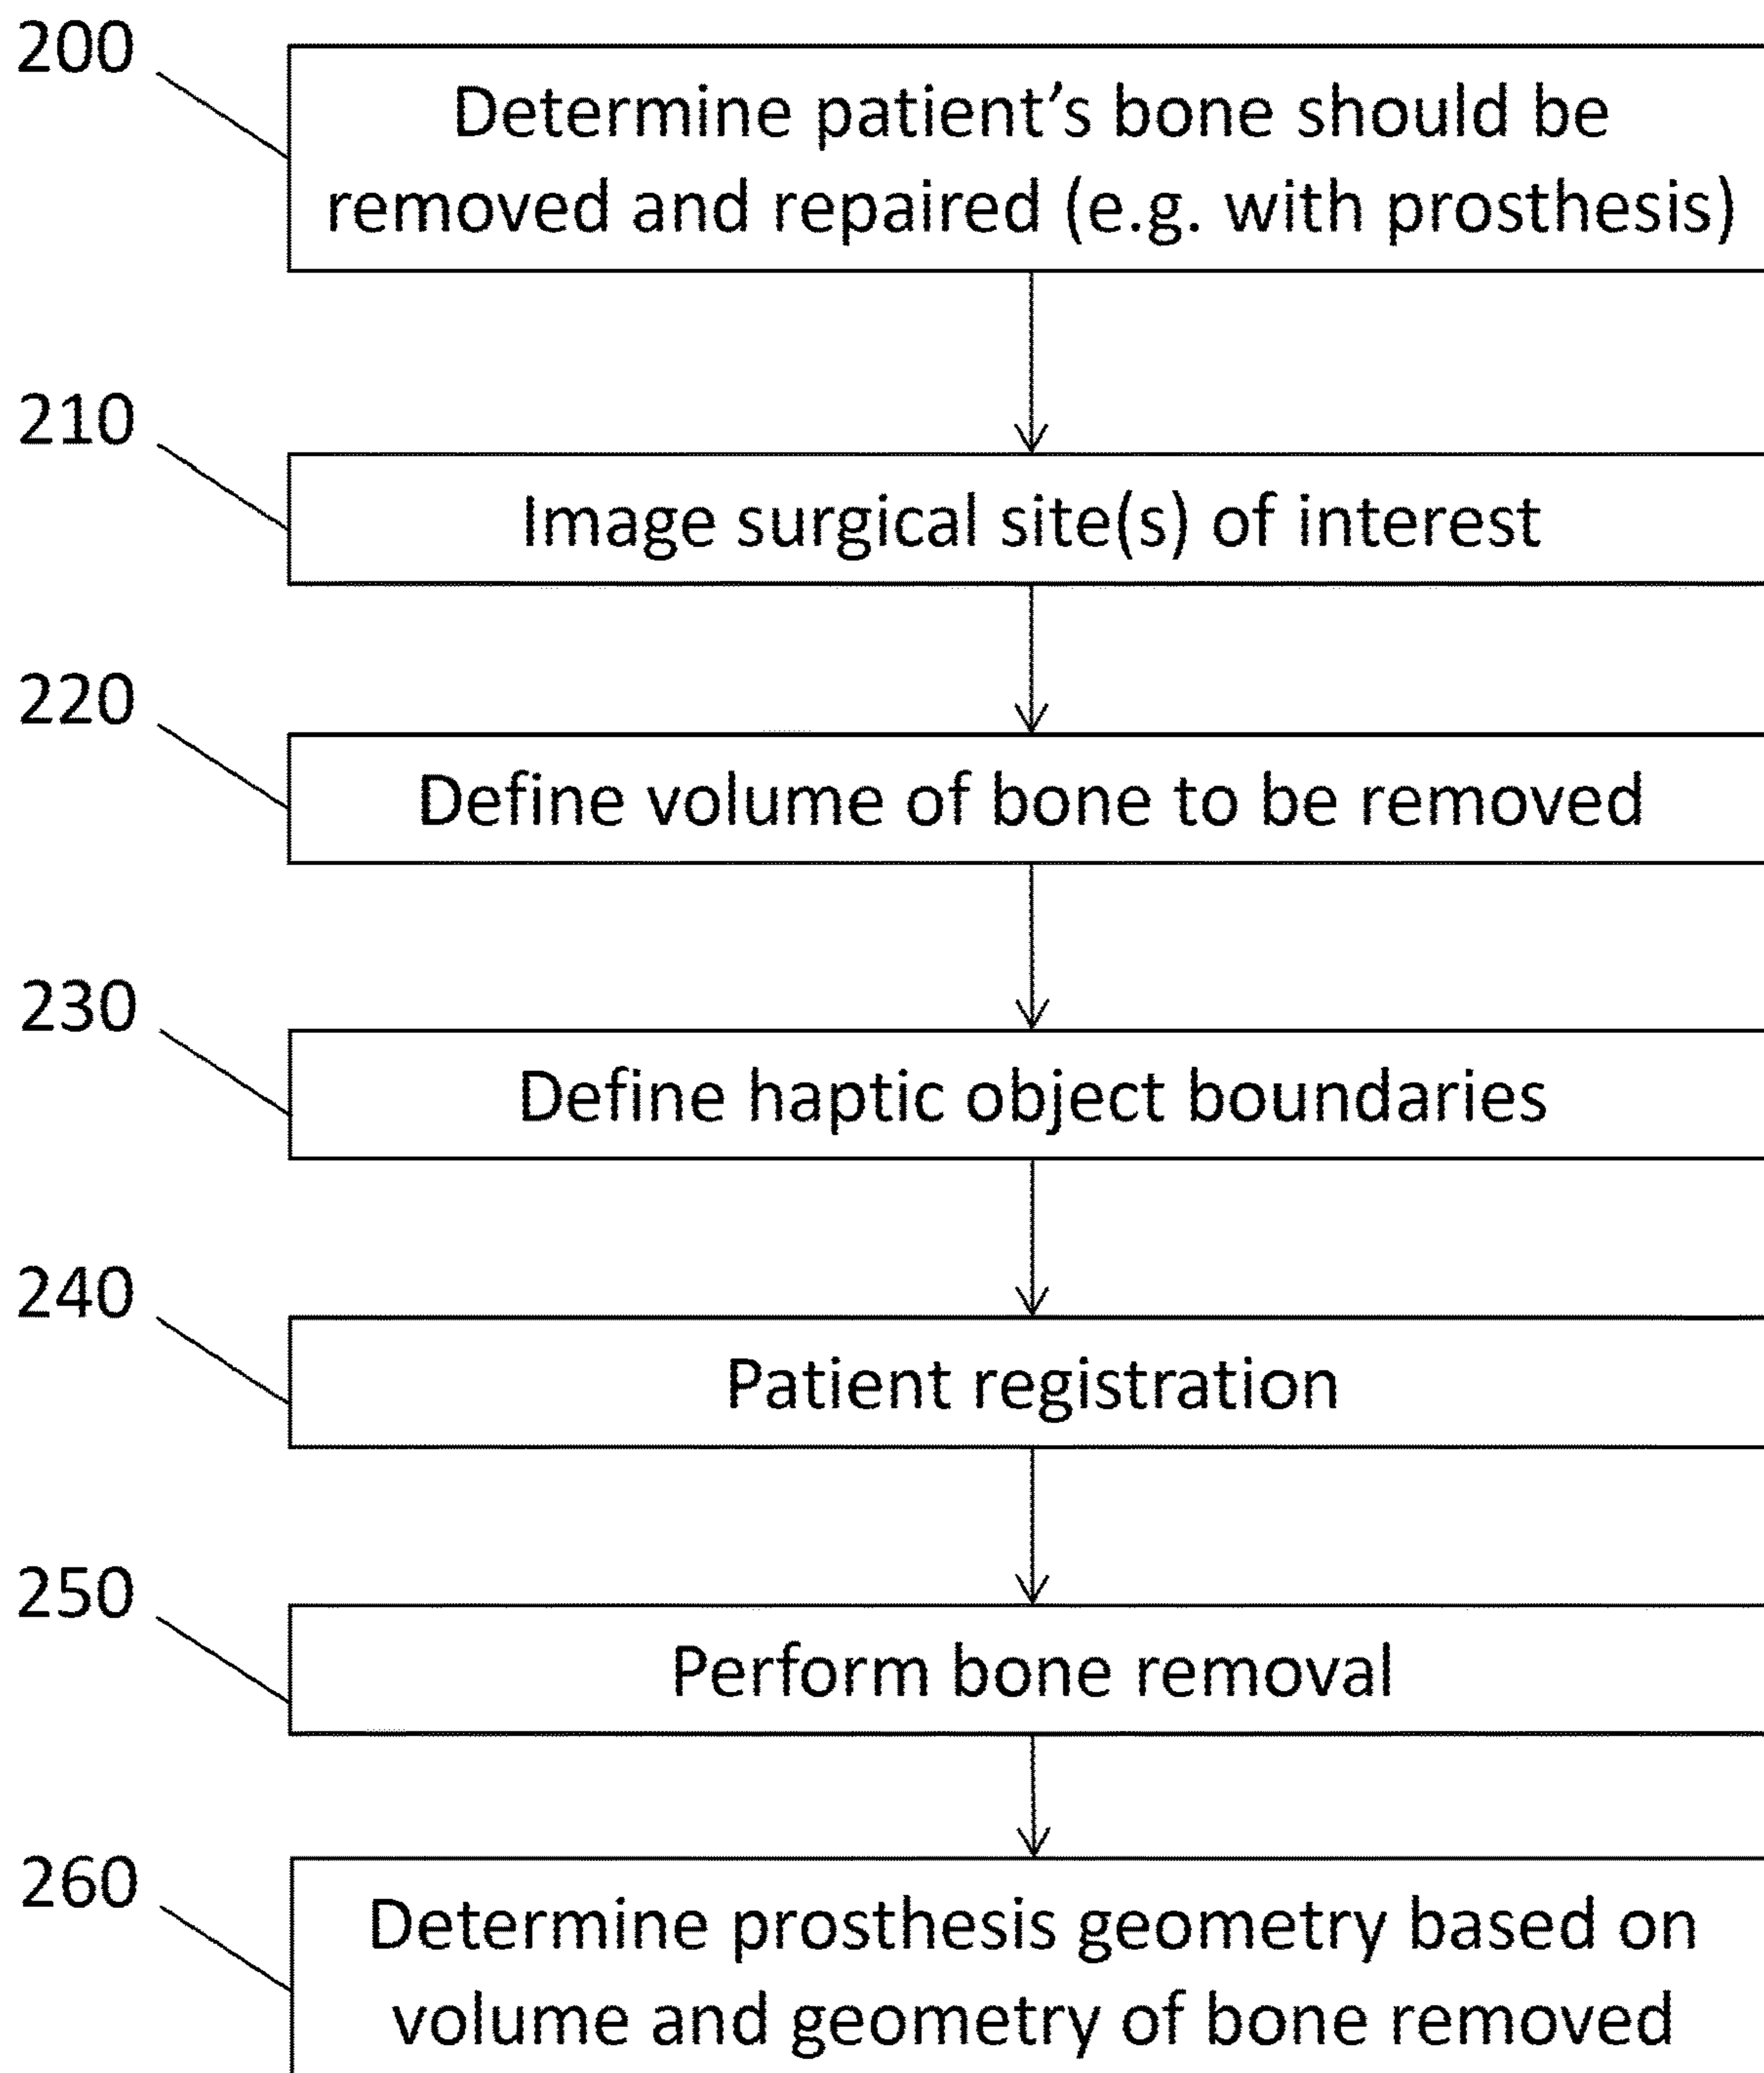 200
Determine patient’s bone should be
removed and repaired (e.g. with prosthesis)
210
Image surgical site(s) of interest
220
Define volume of bone to be removed
230
Define haptic object boundaries
240
Patient registration
250
Perform bone removal
260
Determine prosthesis geometry based on
volume and geometry of bone removed